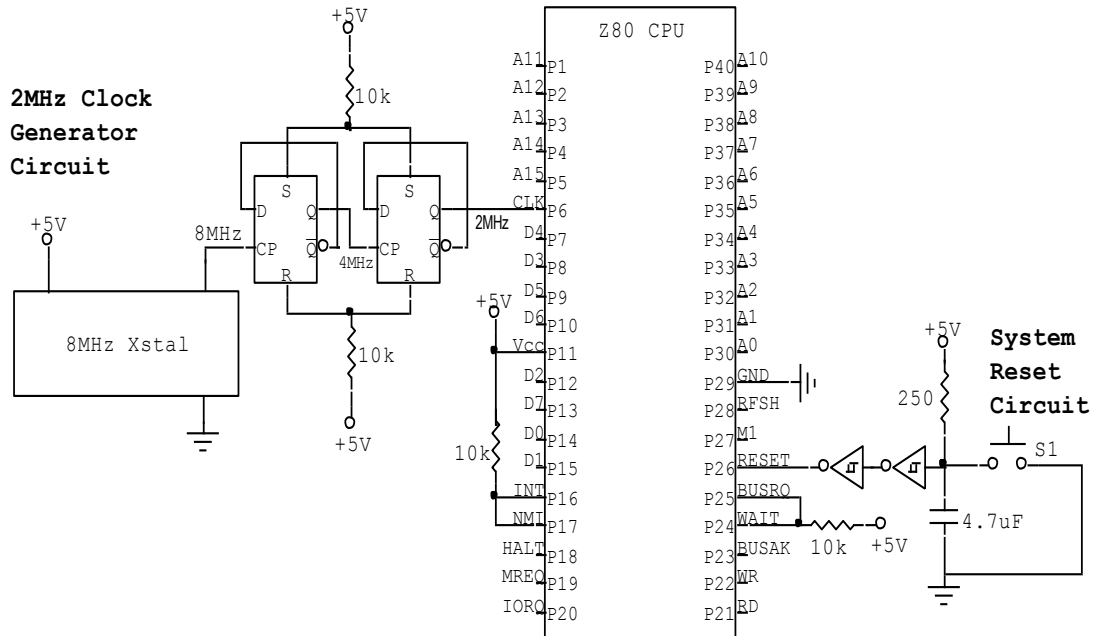 2MHz Clock
Generator
Circuit
+5V
10k
S
D
Q
CP
Q
R
S
D
Q
CP
Q
R
+5V
8MHz
4MHz
2MHz
8MHz Xstal
10k
+5V
+5V
10k
Z80 CPU
A11 P1
A12 P2
A13 P3
A14 P4
A15 P5
CLK P6
D4 P7
D3 P8
D5 P9
D6 P10
Vcc P11
D2 P12
D7 P13
D0 P14
D1 P15
INT P16
NMI P17
HALT P18
MREQ P19
IORQ P20
P40 A10
P39 A9
P38 A8
P37 A7
P36 A6
P35 A5
P34 A4
P33 A3
P32 A2
P31 A1
P30 A0
P29 GND
P28 RFSH
P27 M1
P26 RESET
P25 BUSRQ
P24 WAIT
P23 BUSAK
P22 WR
P21 RD
10k
+5V
+5V
250
System
Reset
Circuit
S1
4.7uF